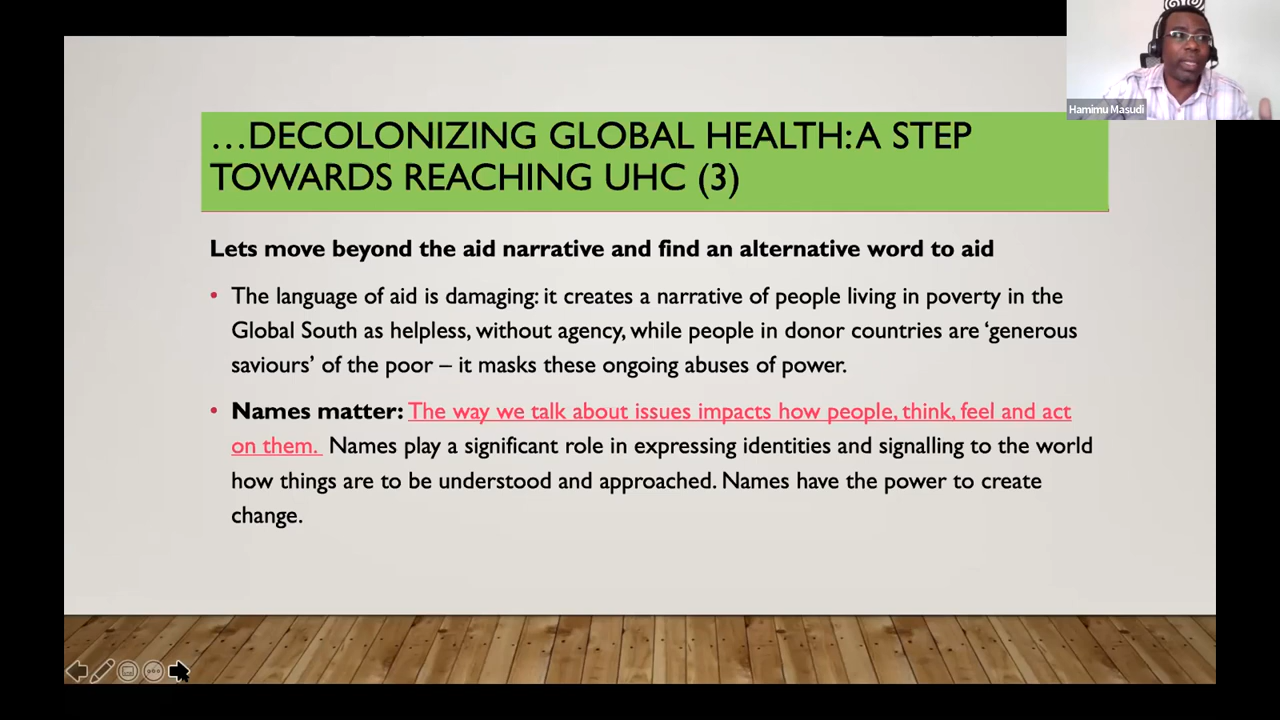 Hamimu Masudi
…DECOLONIZING GLOBAL HEALTH: A STEP
TOWARDS REACHING UHC (3)
Lets move beyond the aid narrative and find an alternative word to aid
• The language of aid is damaging: it creates a narrative of people living in poverty in the
Global South as helpless, without agency, while people in donor countries are ‘generous
saviours’ of the poor – it masks these ongoing abuses of power.
• Names matter: The way we talk about issues impacts how people, think, feel and act
on them. Names play a significant role in expressing identities and signalling to the world
how things are to be understood and approached. Names have the power to create
change.